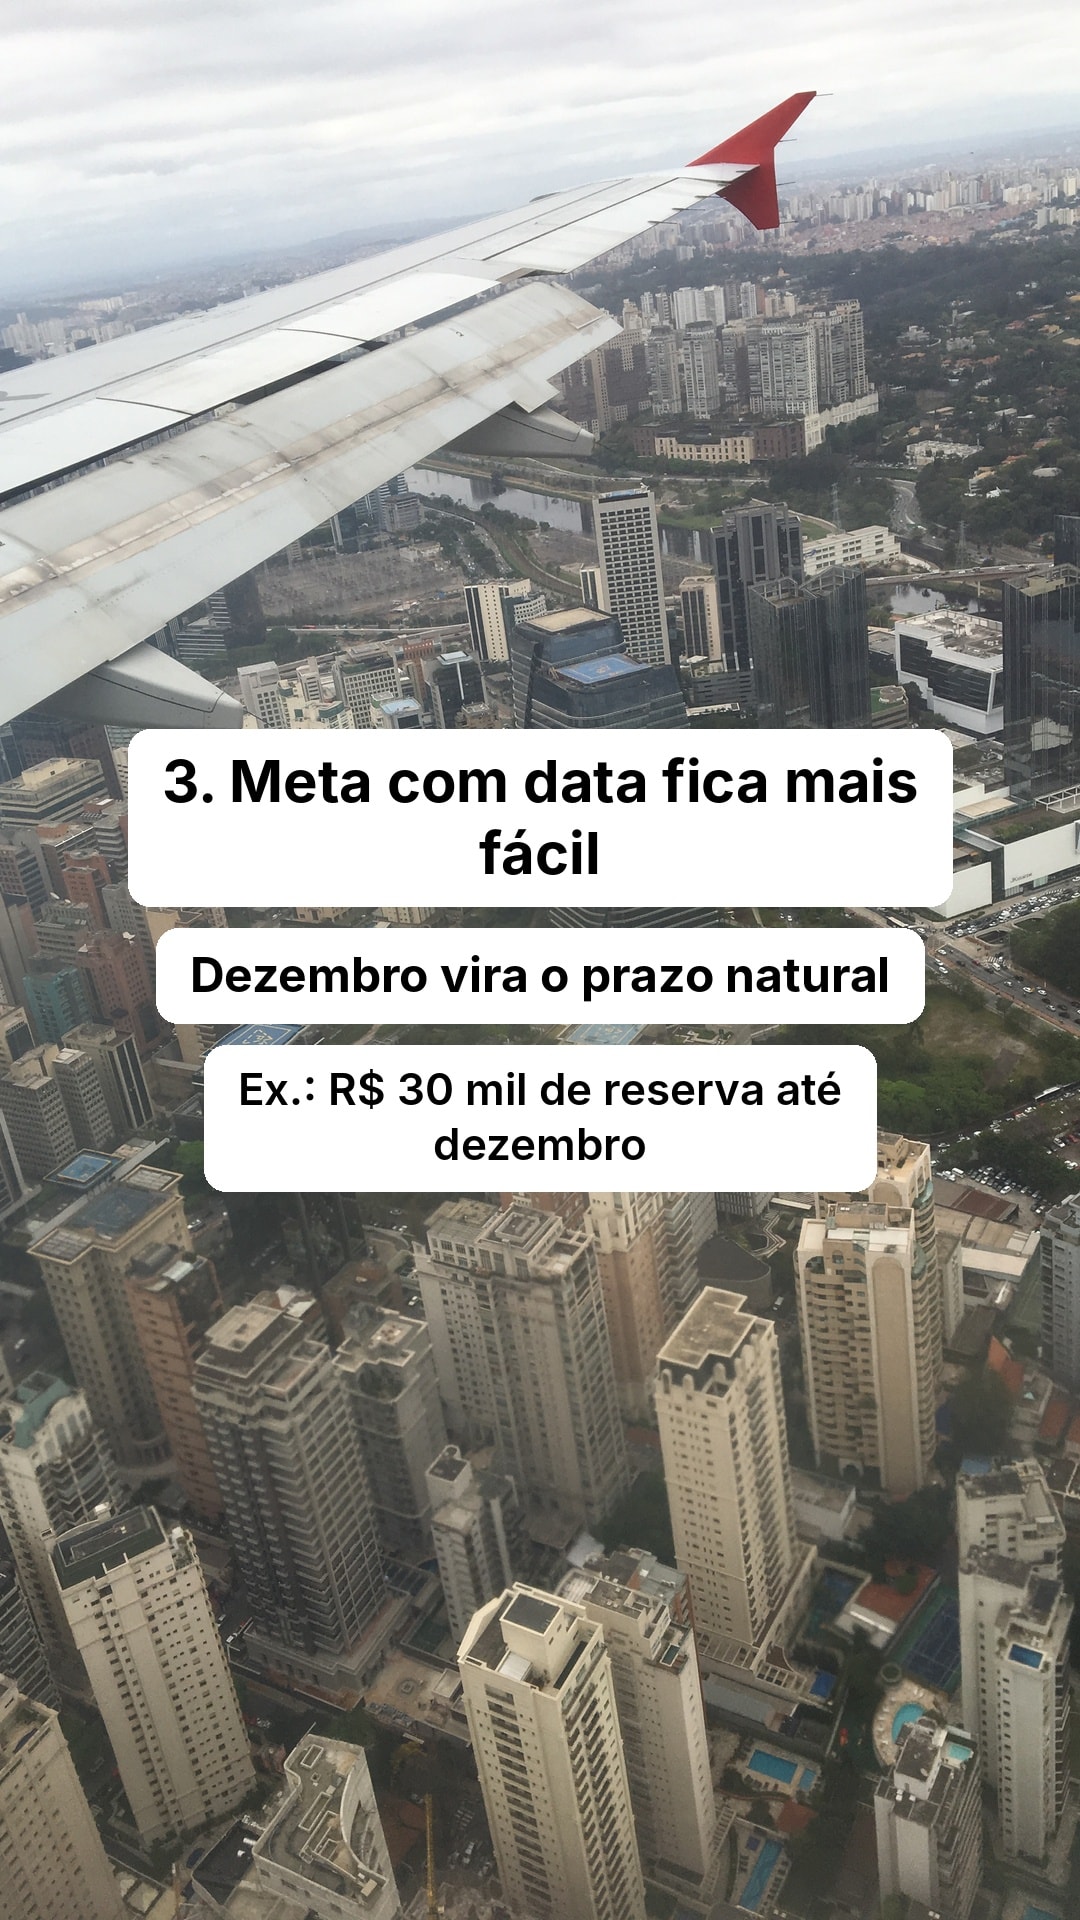 3. Meta com data fica mais
fácil
Dezembro vira o prazo natural
Ex.: R$ 30 mil de reserva até
dezembro